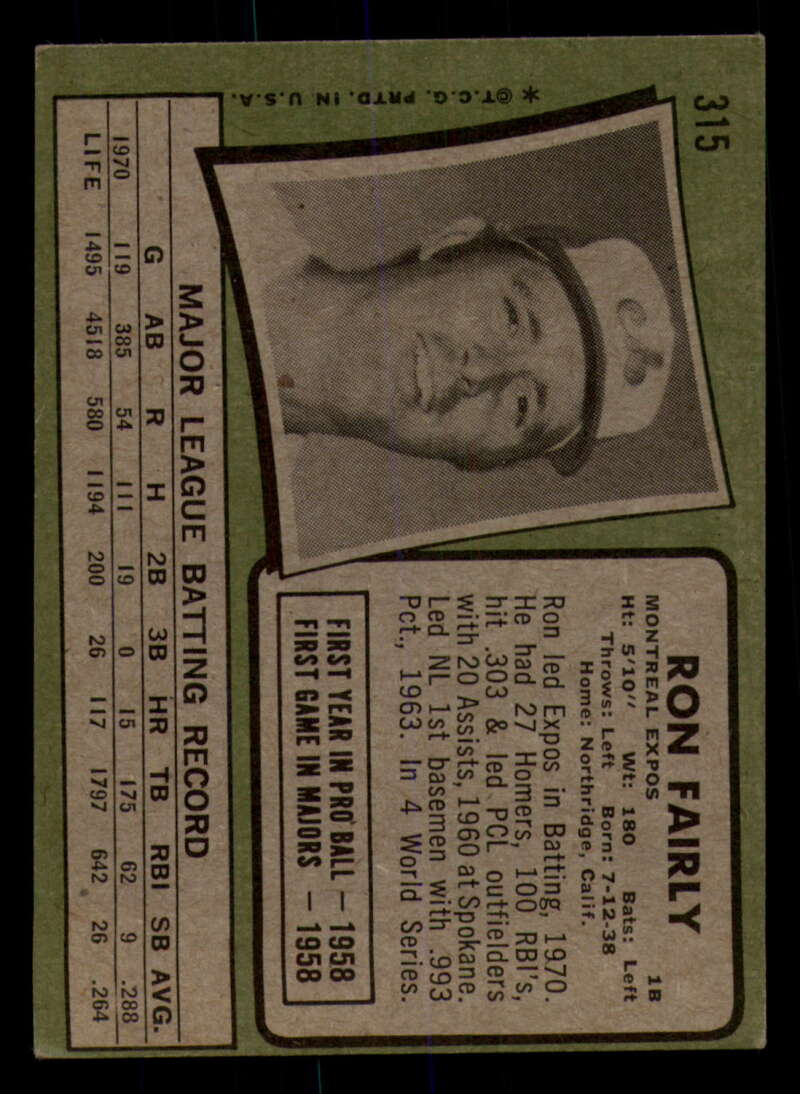 315
*©T.C.G. PRTD. IN U.S.A.
RON FAIRLY
MONTREAL EXPOS 1B
Ht: 5'10" Wt: 180 Bats: Left
Throws: Left Born: 7-12-38
Home: Northridge, Calif.
Ron led Expos in Batting, 1970.
He had 27 Homers, 100 RBI's,
hit .303 & led PCL outfielders
with 20 Assists, 1960 at Spokane.
Led NL 1st basemen with .993
Pct., 1963. In 4 World Series.
FIRST YEAR IN PRO BALL — 1958
FIRST GAME IN MAJORS — 1958
MAJOR LEAGUE BATTING RECORD
G AB R H 2B 3B HR TB RBI SB AVG.
1970 119 385 54 111 19 0 15 175 62 9 .288
LIFE 1495 4518 580 1194 200 26 117 1797 642 26 .264